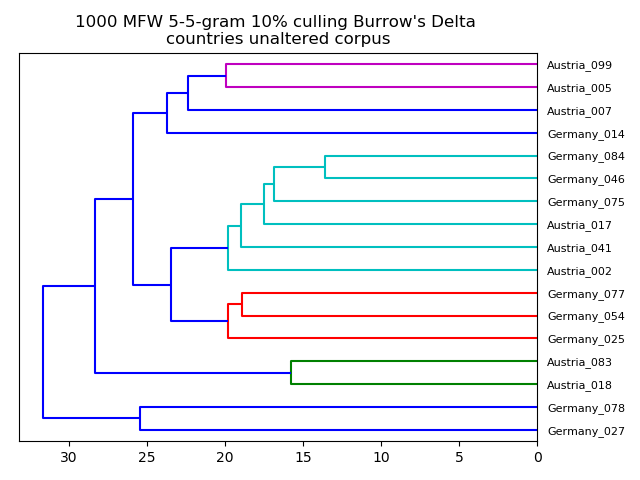 1000 MFW 5-5-gram 10% culling Burrow's Delta
countries unaltered corpus
Austria_099
Austria_005
Austria_007
Germany_014
Germany_084
Germany_046
Germany_075
Austria_017
Austria_041
Austria_002
Germany_077
Germany_054
Germany_025
Austria_083
Austria_018
Germany_078
Germany_027
30 25 20 15 10 5 0